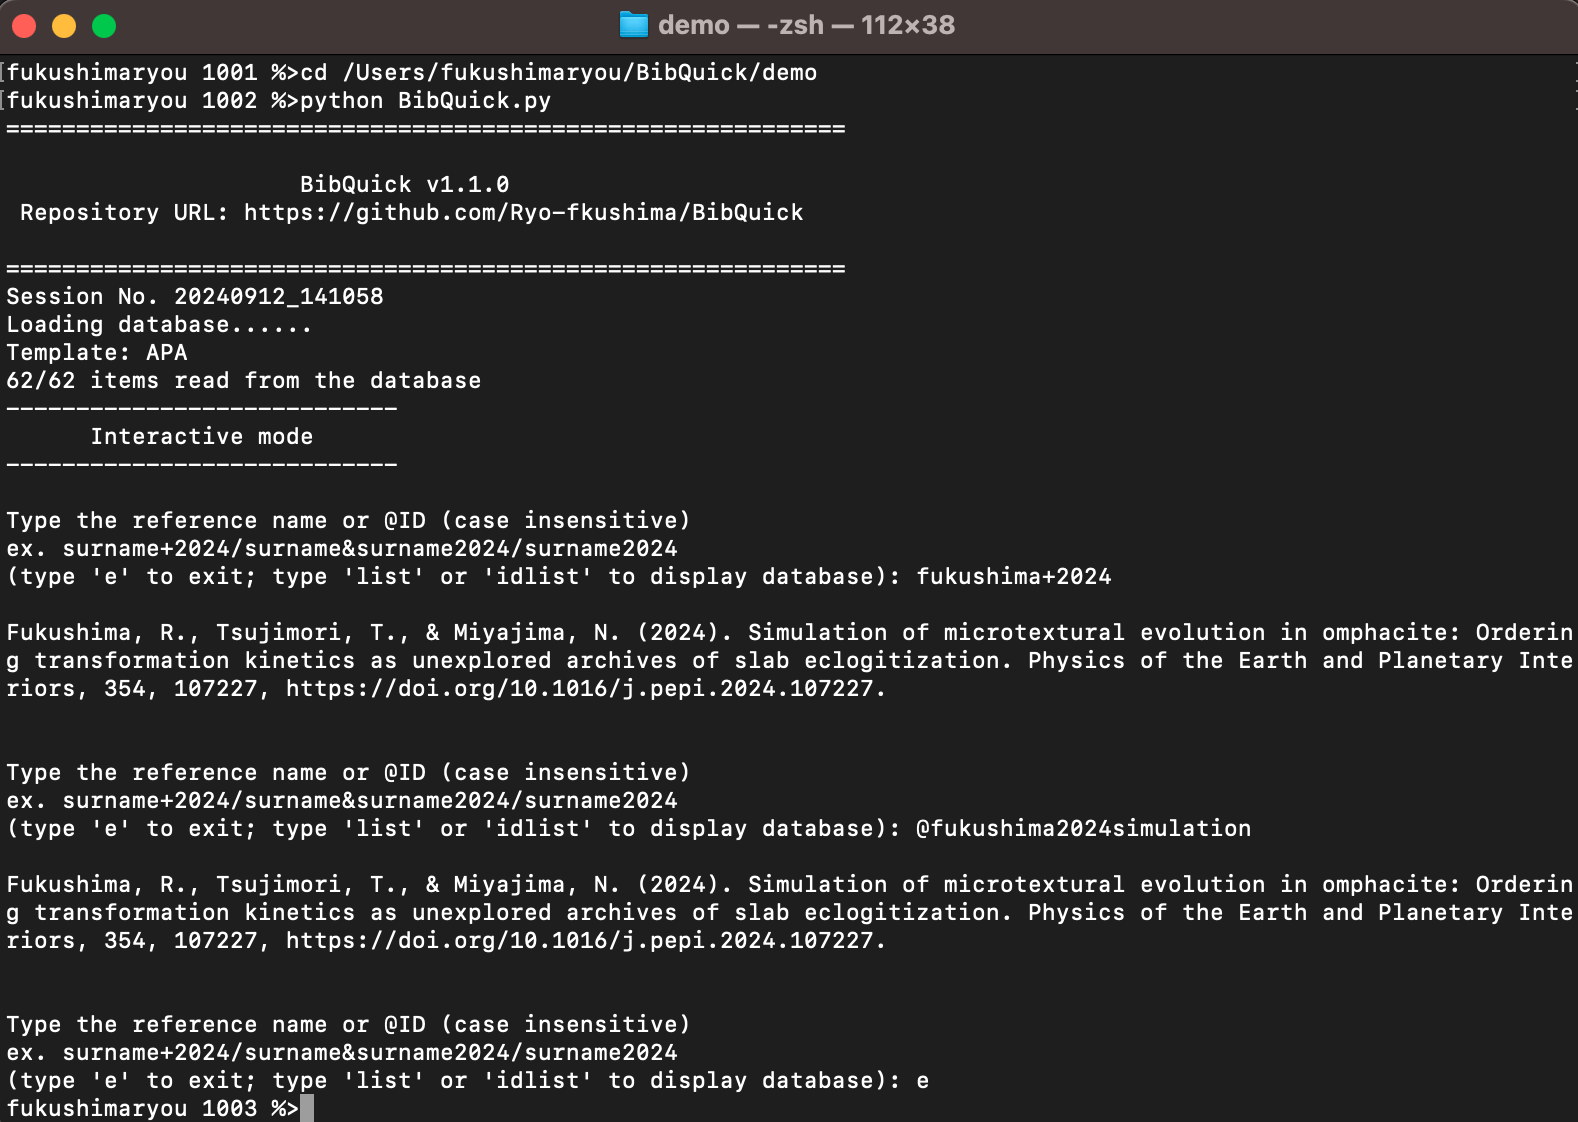 demo — -zsh — 112×38
[fukushimaryou 1001 %>cd /Users/fukushimaryou/BibQuick/demo
[fukushimaryou 1002 %>python BibQuick.py
============================================================
BibQuick v1.1.0
Repository URL: https://github.com/Ryo-fkushima/BibQuick
============================================================
Session No. 20240912_141058
Loading database......
Template: APA
62/62 items read from the database
----------------------------
Interactive mode
----------------------------
Type the reference name or @ID (case insensitive)
ex. surname+2024/surname&surname2024/surname2024
(type 'e' to exit; type 'list' or 'idlist' to display database): fukushima+2024
Fukushima, R., Tsujimori, T., & Miyajima, N. (2024). Simulation of microtextural evolution in omphacite: Orderin
g transformation kinetics as unexplored archives of slab eclogitization. Physics of the Earth and Planetary Inte
riors, 354, 107227, https://doi.org/10.1016/j.pepi.2024.107227.
Type the reference name or @ID (case insensitive)
ex. surname+2024/surname&surname2024/surname2024
(type 'e' to exit; type 'list' or 'idlist' to display database): @fukushima2024simulation
Fukushima, R., Tsujimori, T., & Miyajima, N. (2024). Simulation of microtextural evolution in omphacite: Orderin
g transformation kinetics as unexplored archives of slab eclogitization. Physics of the Earth and Planetary Inte
riors, 354, 107227, https://doi.org/10.1016/j.pepi.2024.107227.
Type the reference name or @ID (case insensitive)
ex. surname+2024/surname&surname2024/surname2024
(type 'e' to exit; type 'list' or 'idlist' to display database): e
fukushimaryou 1003 %>